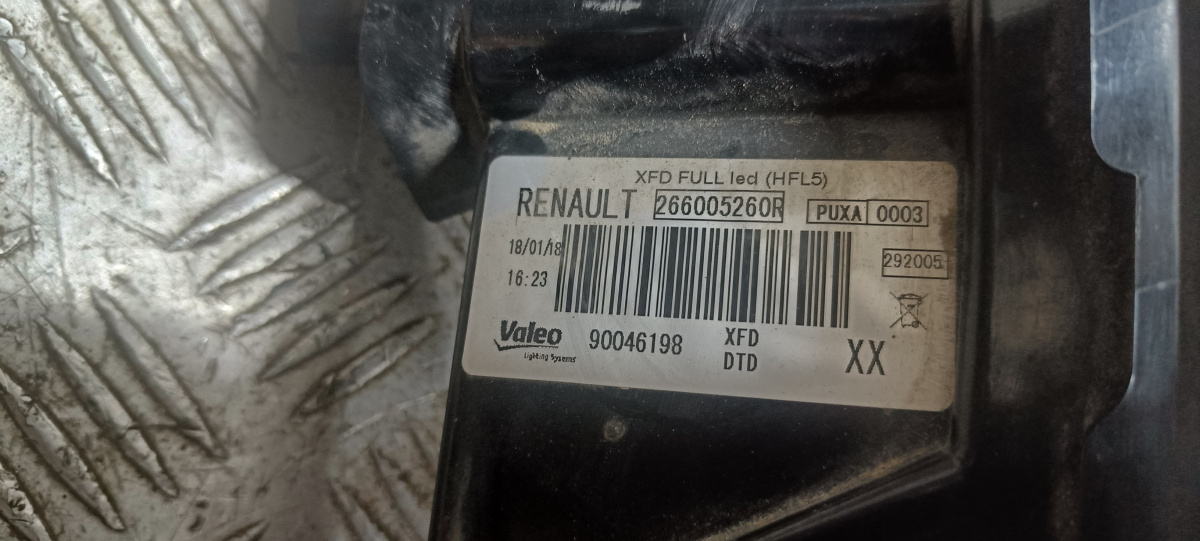 XFD FULL led (HFL5)
RENAULT 266005260R PUXA 0003
18/01/18
292005
16:23
Valeo 90046198 XFD
Lighting Systems DTD XX